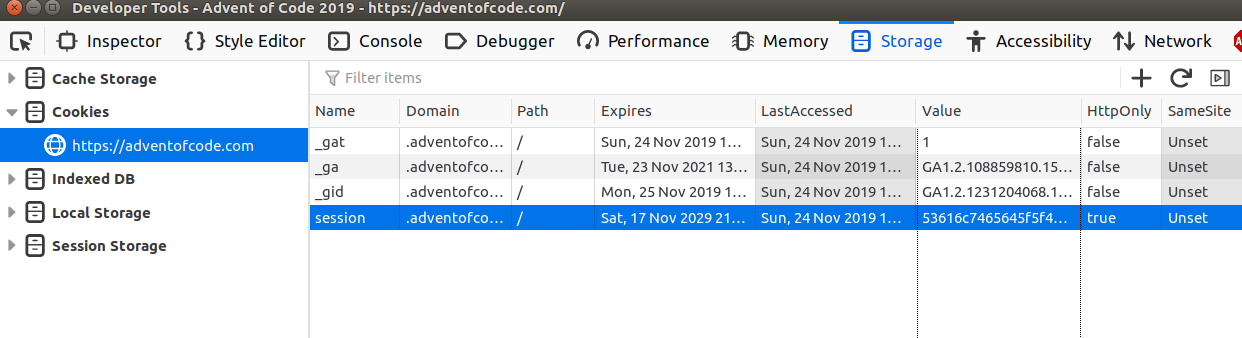 Developer Tools - Advent of Code 2019 - https://adventofcode.com/
Inspector Style Editor Console Debugger Performance Memory Storage Accessibility Network
Cache Storage Filter items
Cookies Name Domain Path Expires LastAccessed Value HttpOnly SameSite
https://adventofcode.com _gat .adventofco... / Sun, 24 Nov 2019 1... Sun, 24 Nov 2019 1... 1 false Unset
_ga .adventofco... / Tue, 23 Nov 2021 13... Sun, 24 Nov 2019 1... GA1.2.108859810.15... false Unset
Indexed DB _gid .adventofco... / Mon, 25 Nov 2019 1... Sun, 24 Nov 2019 1... GA1.2.1231204068.1... false Unset
Local Storage session .adventofco... / Sat, 17 Nov 2029 21... Sun, 24 Nov 2019 1... 53616c7465645f5f4... true Unset
Session Storage